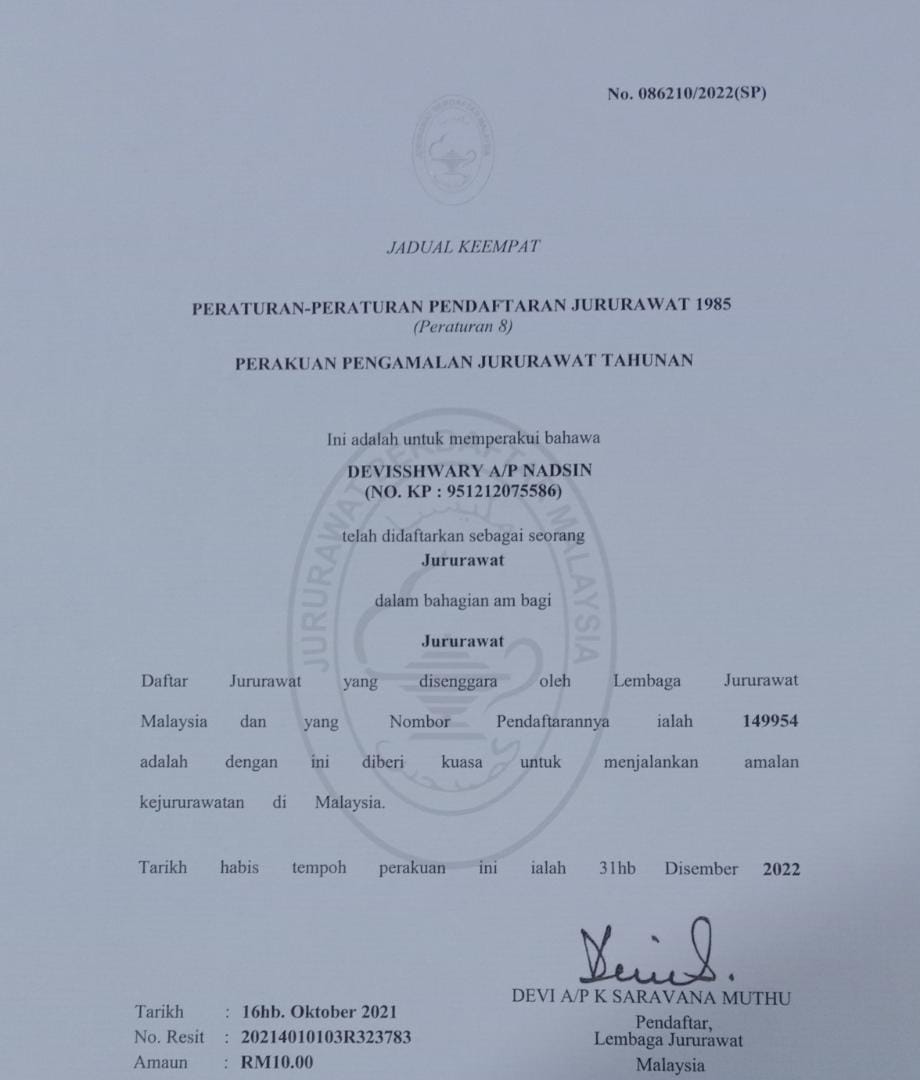 No. 086210/2022(SP)
JADUAL KEEMPAT
PERATURAN-PERATURAN PENDAFTARAN JURURAWAT 1985
(Peraturan 8)
PERAKUAN PENGAMALAN JURURAWAT TAHUNAN
Ini adalah untuk memperakui bahawa
DEVISSHWARY A/P NADSIN
(NO. KP : 951212075586)
telah didaftarkan sebagai seorang
Jururawat
dalam bahagian am bagi
Jururawat
Daftar Jururawat yang disenggara oleh Lembaga Jururawat
Malaysia dan yang Nombor Pendaftarannya ialah 149954
adalah dengan ini diberi kuasa untuk menjalankan amalan
kejururawatan di Malaysia.
Tarikh habis tempoh perakuan ini ialah 31hb Disember 2022
DEVI A/P K SARAVANA MUTHU
Pendaftar,
Lembaga Jururawat
Malaysia
Tarikh : 16hb. Oktober 2021
No. Resit : 20214010103R323783
Amaun : RM10.00
JURURAWAT BERDAFTAR MALAYSIA